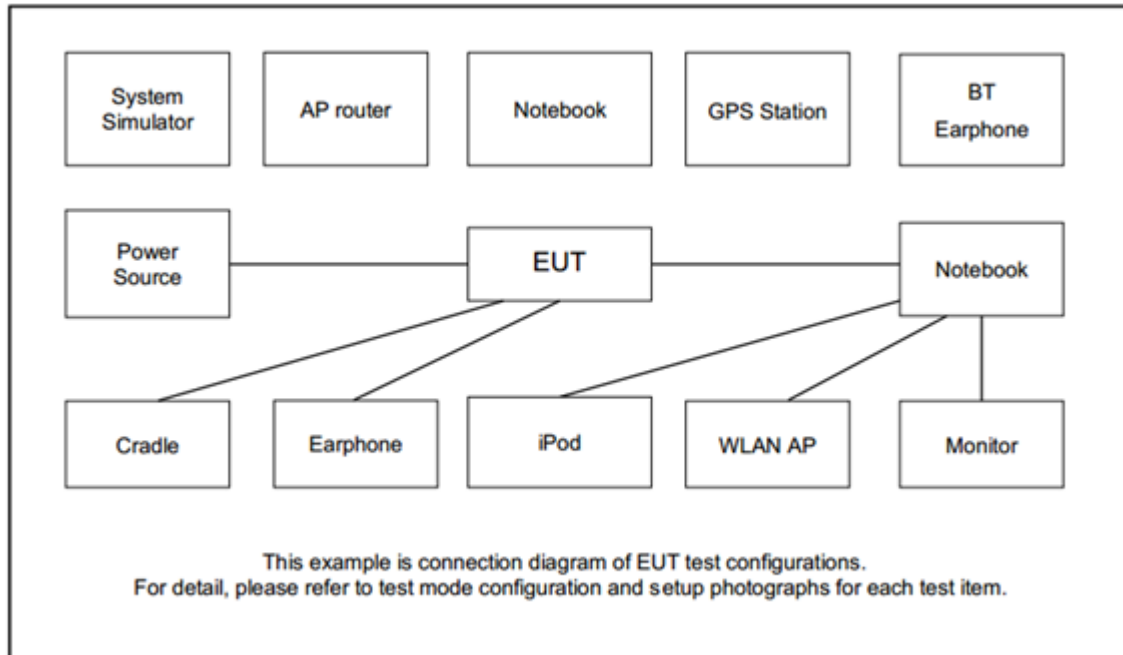 System
Simulator
AP router
Notebook
GPS Station
BT
Earphone
Power
Source
EUT
Notebook
Cradle
Earphone
iPod
WLAN AP
Monitor
This example is connection diagram of EUT test configurations.
For detail, please refer to test mode configuration and setup photographs for each test item.